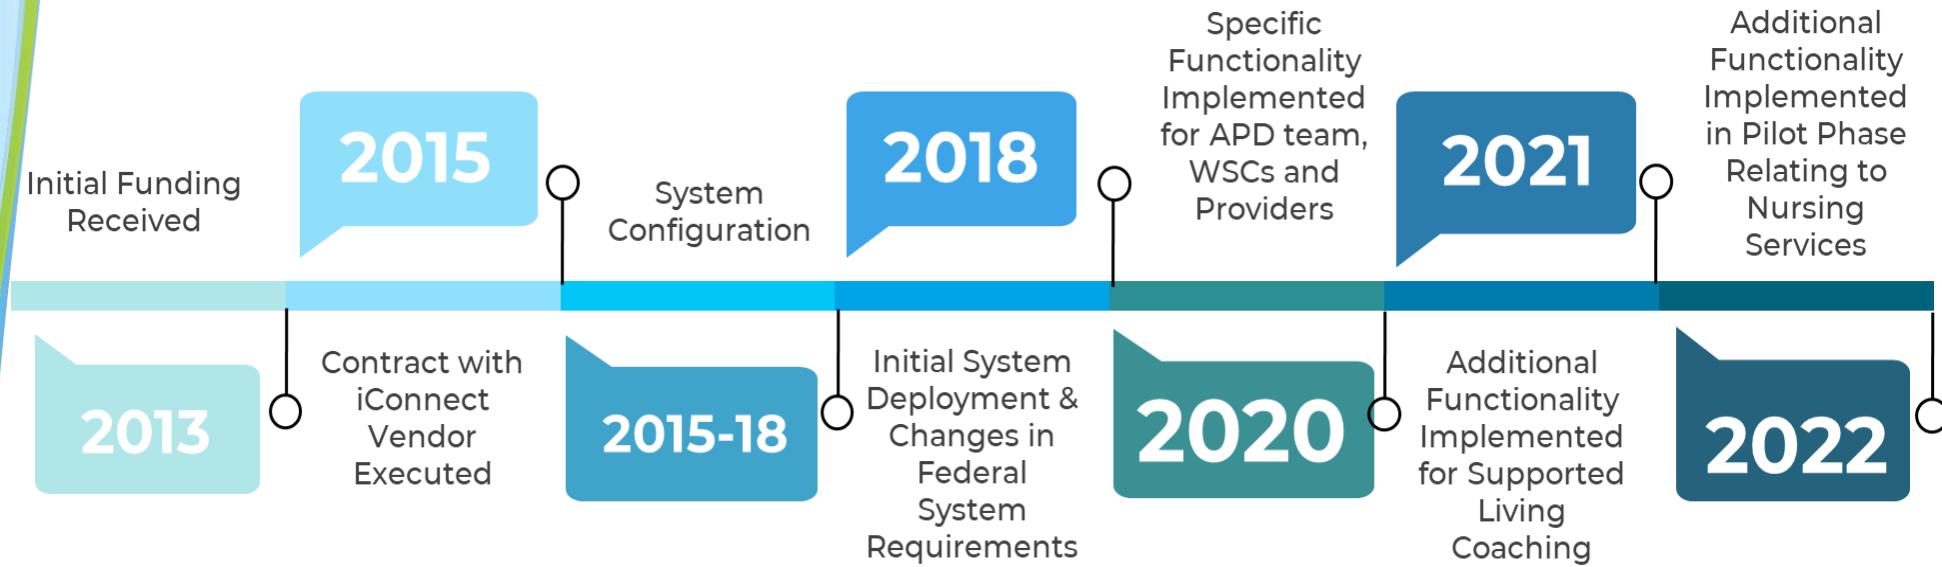 Initial Funding
Received
2013
2015
Contract with
iConnect
Vendor
Executed
System
Configuration
2015-18
2018
Initial System
Deployment &
Changes in
Federal
System
Requirements
Specific
Functionality
Implemented
for APD team,
WSCs and
Providers
2020
2021
Additional
Functionality
Implemented
for Supported
Living
Coaching
Additional
Functionality
Implemented
in Pilot Phase
Relating to
Nursing
Services
2022